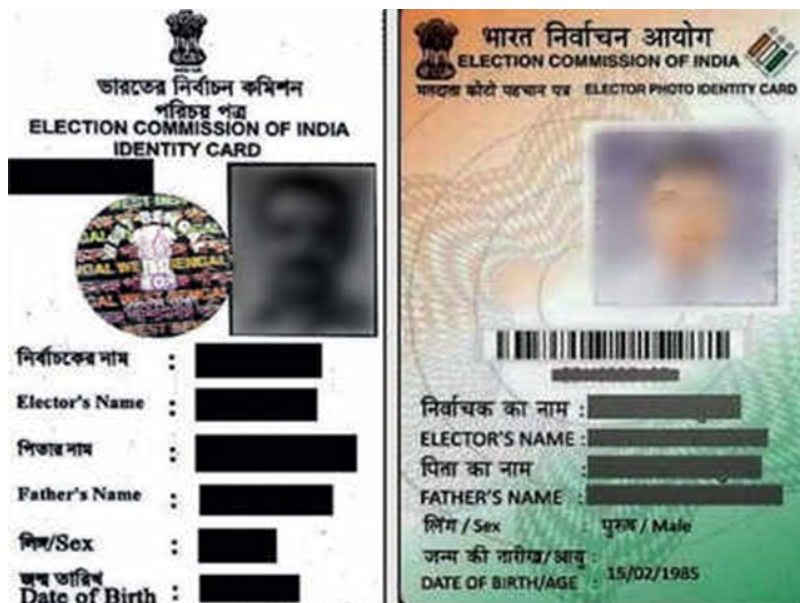 ভারতের নির্বাচন কমিশন
পরিচয় পত্র
ELECTION COMMISSION OF INDIA
IDENTITY CARD
WEST BENGAL
নির্বাচকের নাম :
Elector's Name :
পিতার নাম :
Father's Name :
লিঙ্গ/Sex :
জন্ম তারিখ
Date of Birth :
भारत निर्वाचन आयोग
ELECTION COMMISSION OF INDIA
मतदाता फोटो पहचान पत्र ELECTOR PHOTO IDENTITY CARD
निर्वाचक का नाम :
ELECTOR'S NAME :
पिता का नाम :
FATHER'S NAME :
लिंग / Sex : पुरुष / Male
जन्म की तारीख/आयु :
DATE OF BIRTH/AGE : 15/02/1985